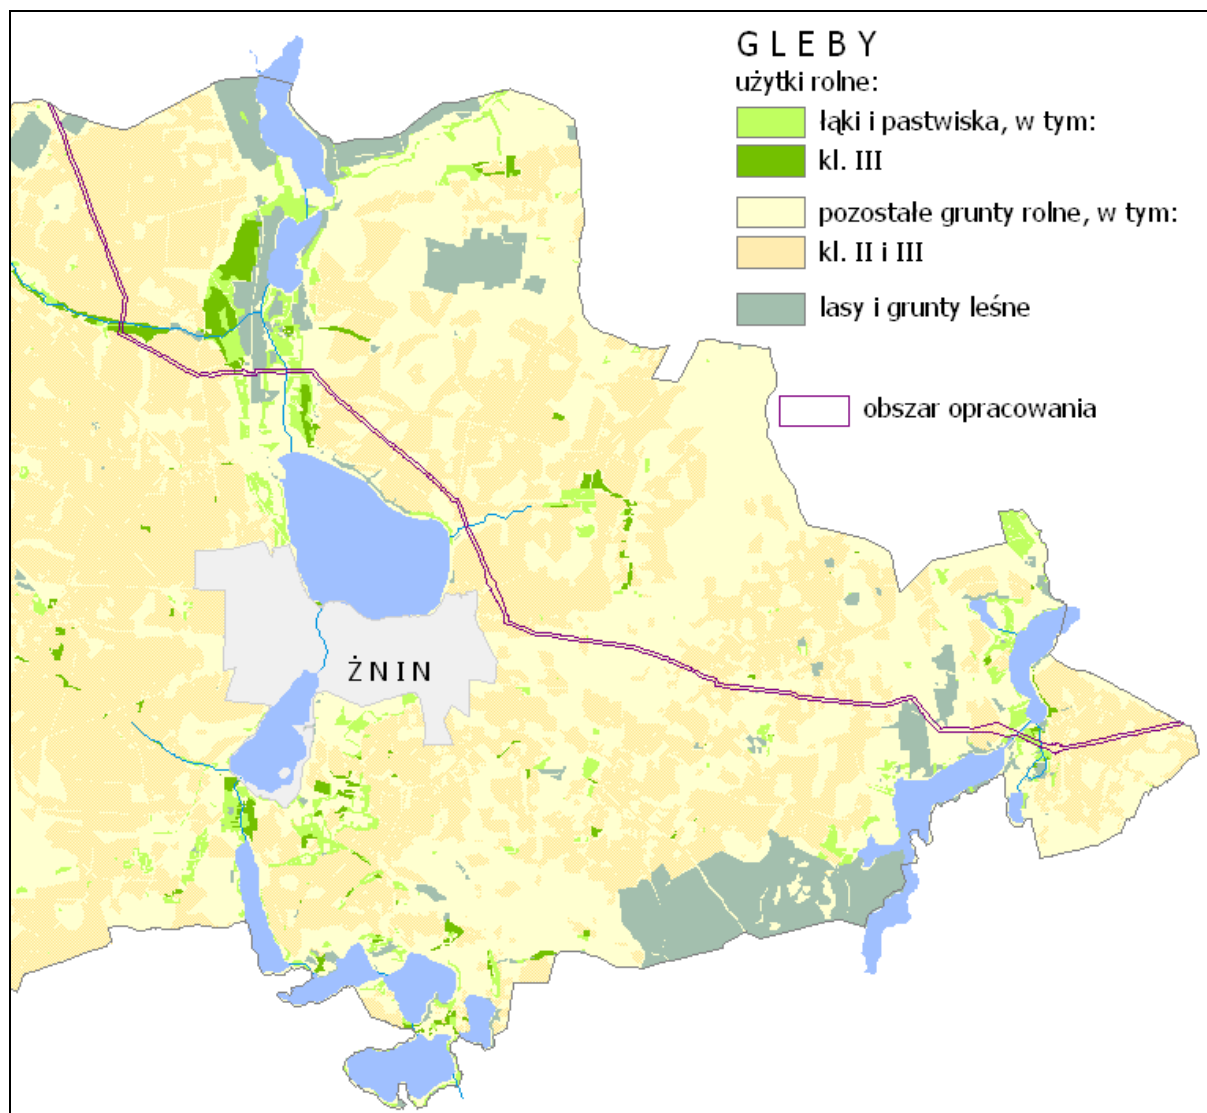 GLEBY
użytki rolne:
łąki i pastwiska, w tym:
kl. III
pozostałe grunty rolne, w tym:
kl. II i III
lasy i grunty leśne
obszar opracowania
ŻNIN